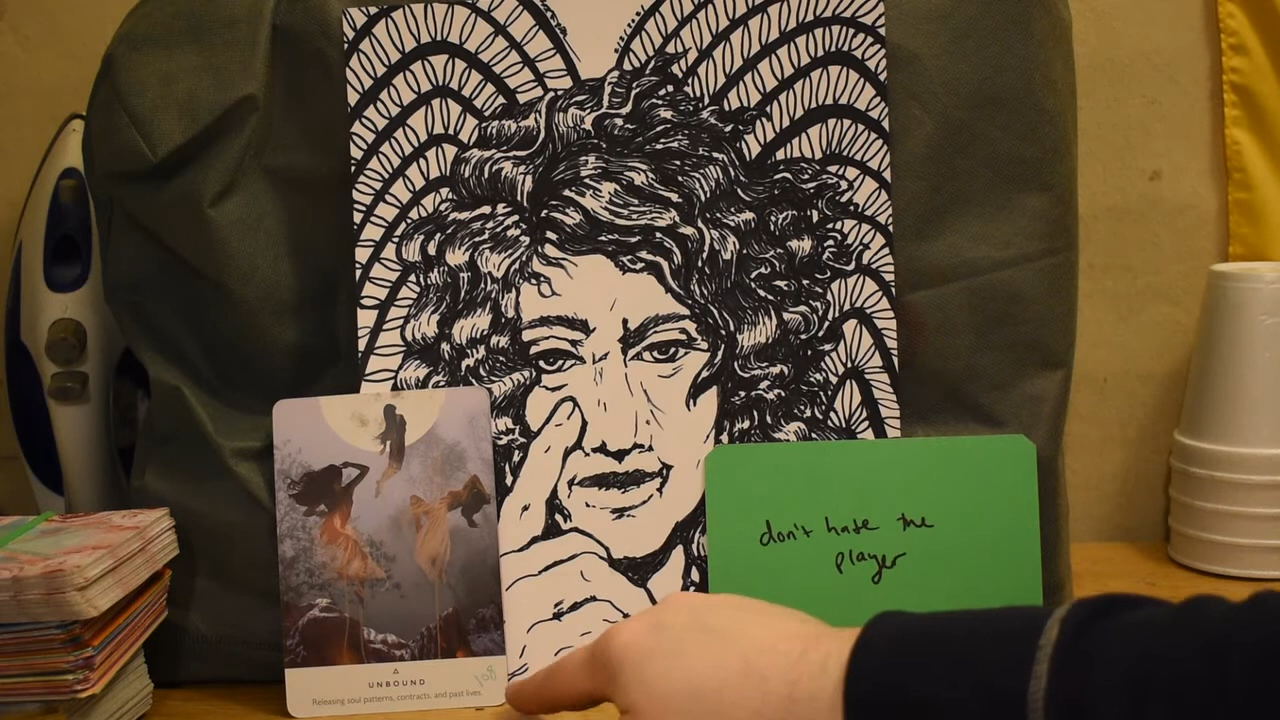 UNBOUND
Releasing soul patterns, contracts, and past lives.
don't hate the
player